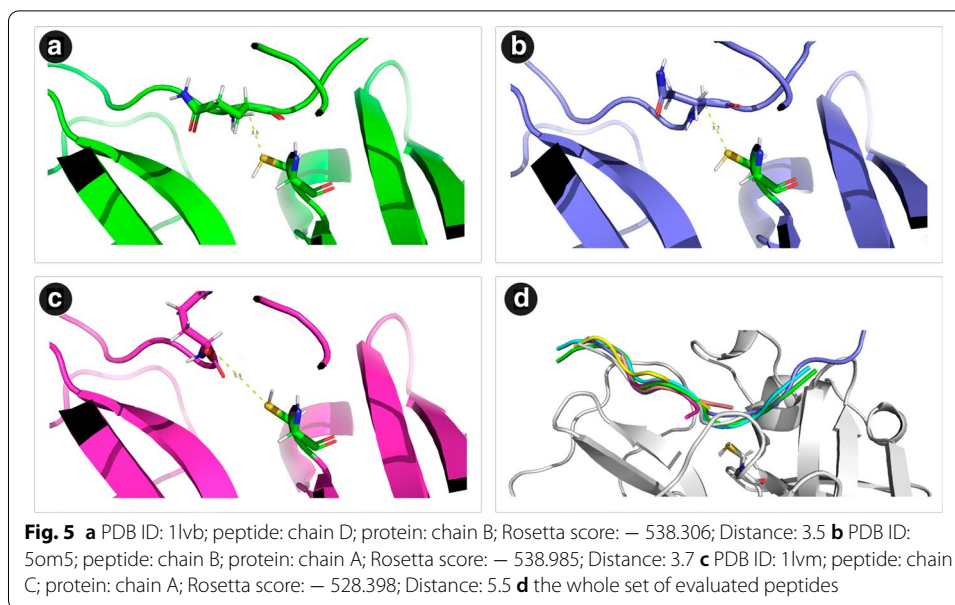 a
b
3.7
c
d
Fig. 5 a PDB ID: 1lvb; peptide: chain D; protein: chain B; Rosetta score: − 538.306; Distance: 3.5 b PDB ID:
5om5; peptide: chain B; protein: chain A; Rosetta score: − 538.985; Distance: 3.7 c PDB ID: 1lvm; peptide: chain
C; protein: chain A; Rosetta score: − 528.398; Distance: 5.5 d the whole set of evaluated peptides